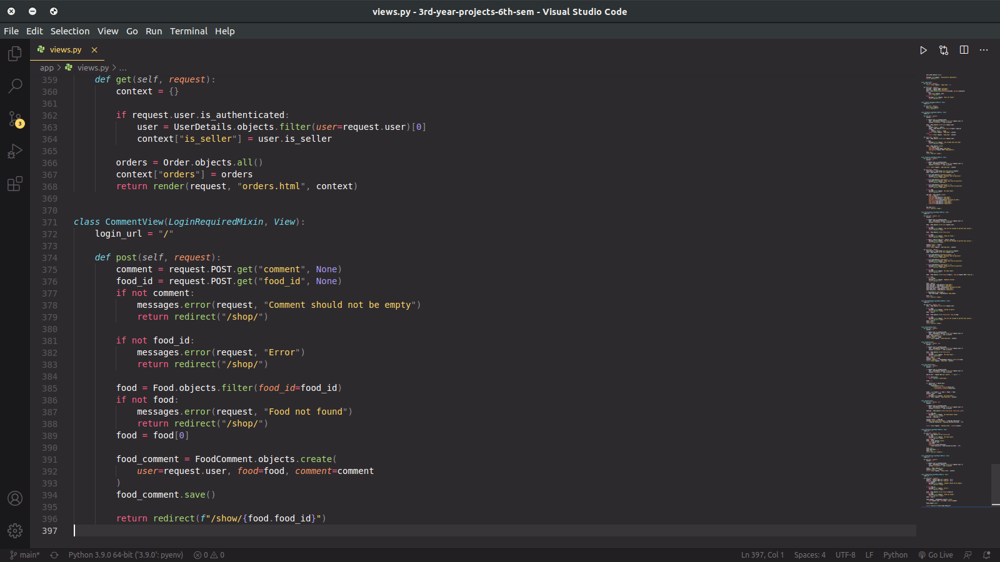 views.py - 3rd-year-projects-6th-sem - Visual Studio Code
File Edit Selection View Go Run Terminal Help
views.py
app > views.py > ...
359 def get(self, request):
360 context = {}
361
362 if request.user.is_authenticated:
363 user = UserDetails.objects.filter(user=request.user)[0]
364 context["is_seller"] = user.is_seller
365
366 orders = Order.objects.all()
367 context["orders"] = orders
368 return render(request, "orders.html", context)
369
370
371 class CommentView(LoginRequiredMixin, View):
372 login_url = "/"
373
374 def post(self, request):
375 comment = request.POST.get("comment", None)
376 food_id = request.POST.get("food_id", None)
377 if not comment:
378 messages.error(request, "Comment should not be empty")
379 return redirect("/shop/")
380
381 if not food_id:
382 messages.error(request, "Error")
383 return redirect("/shop/")
384
385 food = Food.objects.filter(food_id=food_id)
386 if not food:
387 messages.error(request, "Food not found")
388 return redirect("/shop/")
389 food = food[0]
390
391 food_comment = FoodComment.objects.create(
392 user=request.user, food=food, comment=comment
393 )
394 food_comment.save()
395
396 return redirect(f"/show/{food.food_id}")
397
3
main* Python 3.9.0 64-bit ('3.9.0': pyenv) 0 0 Ln 397, Col 1 Spaces: 4 UTF-8 LF Python Go Live